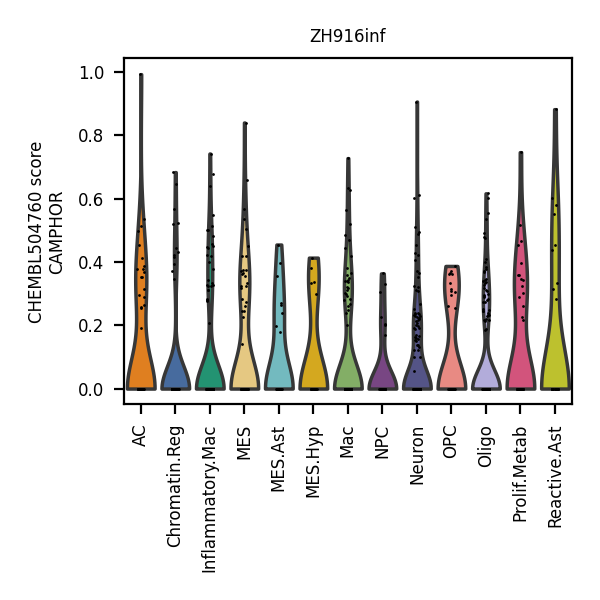 ZH916inf
CHEMBL504760 score
CAMPHOR
1.0
0.8
0.6
0.4
0.2
0.0
AC
Chromatin.Reg
Inflammatory.Mac
MES
MES.Ast
MES.Hyp
Mac
NPC
Neuron
OPC
Oligo
Prolif.Metab
Reactive.Ast